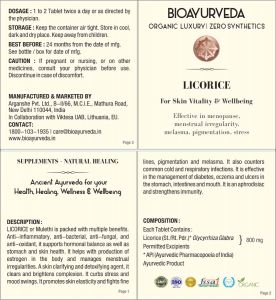 DOSAGE : 1 to 2 Tablet twice a day or as directed by
the physician.
STORAGE : Keep the container air tight, Store in cool,
dark and dry place. Keep away from children.
BEST BEFORE : 24 months from the date of mfg.
See bottle / box for date of mfg.
CAUTION : If pregnant or nursing, or on other
medicines, consult your physician before use.
Discontinue in case of discomfort.
MANUFACTURED & MARKETED BY
Arganshe Pvt. Ltd., B-II/66, M.C.I.E., Mathura Road,
New Delhi 110044, India
In Collaboration with Vikteia UAB, Lithuania, EU.
CONTACT:
1800-103-1935 | care@bioayurveda.in
www.bioayurveda.in
Page 3
BIOAYURVEDA
ORGANIC LUXURY | ZERO SYNTHETICS
LICORICE
For Skin Vitality & Wellbeing
Effective in menopause,
menstrual irregularity,
melasma, pigmentation, stress
SUPPLEMENTS - NATURAL HEALING
Ancient Ayurveda for your
Health, Healing, Wellness & Wellbeing
DESCRIPTION :
LICORICE or Mulethi is packed with multiple benefits.
Anti-inflammatory, anti-bacterial, anti-fungal, and
anti-oxidant, it supports hormonal balance as well as
stomach and skin health. It helps with production of
estrogen in the body and manages menstrual
irregularities. A skin clarifying and detoxifying agent, it
clears and brightens complexion. It curbs stress and
mood swings. It promotes skin elasticity and fights fine
Page 1
lines, pigmentation and melasma. It also counters
common cold and respiratory infections. It is effective
in the management of diabetes, eczema and ulcers in
the stomach, intestines and mouth. It is an aphrodisiac
and strengthens immunity.
COMPOSITION :
Each Tablet Contains :
Licorice (St./Rt. Pdr.)* Glycyrrhiza Glabra
Permitted Excipients
800 mg
* API (Ayurvedic Pharmacopoeia of India)
Ayurvedic Product
fssai
ORGANIC
Page 2